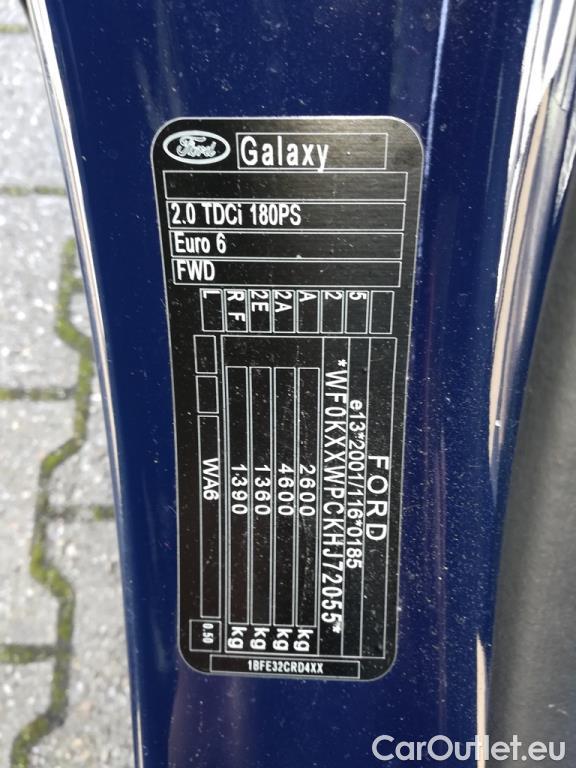 Ford
Galaxy
2.0 TDCi 180PS
Euro 6
FWD
FORD
e13*2001/116*0185
*WF0KXXWPCKHJ72055*
2600 kg
4600 kg
1360 kg
1390 kg
WA6 0.50
5
2
A
2A
2E
R F
L
1BFE32CRD4XX
CarOutlet.eu